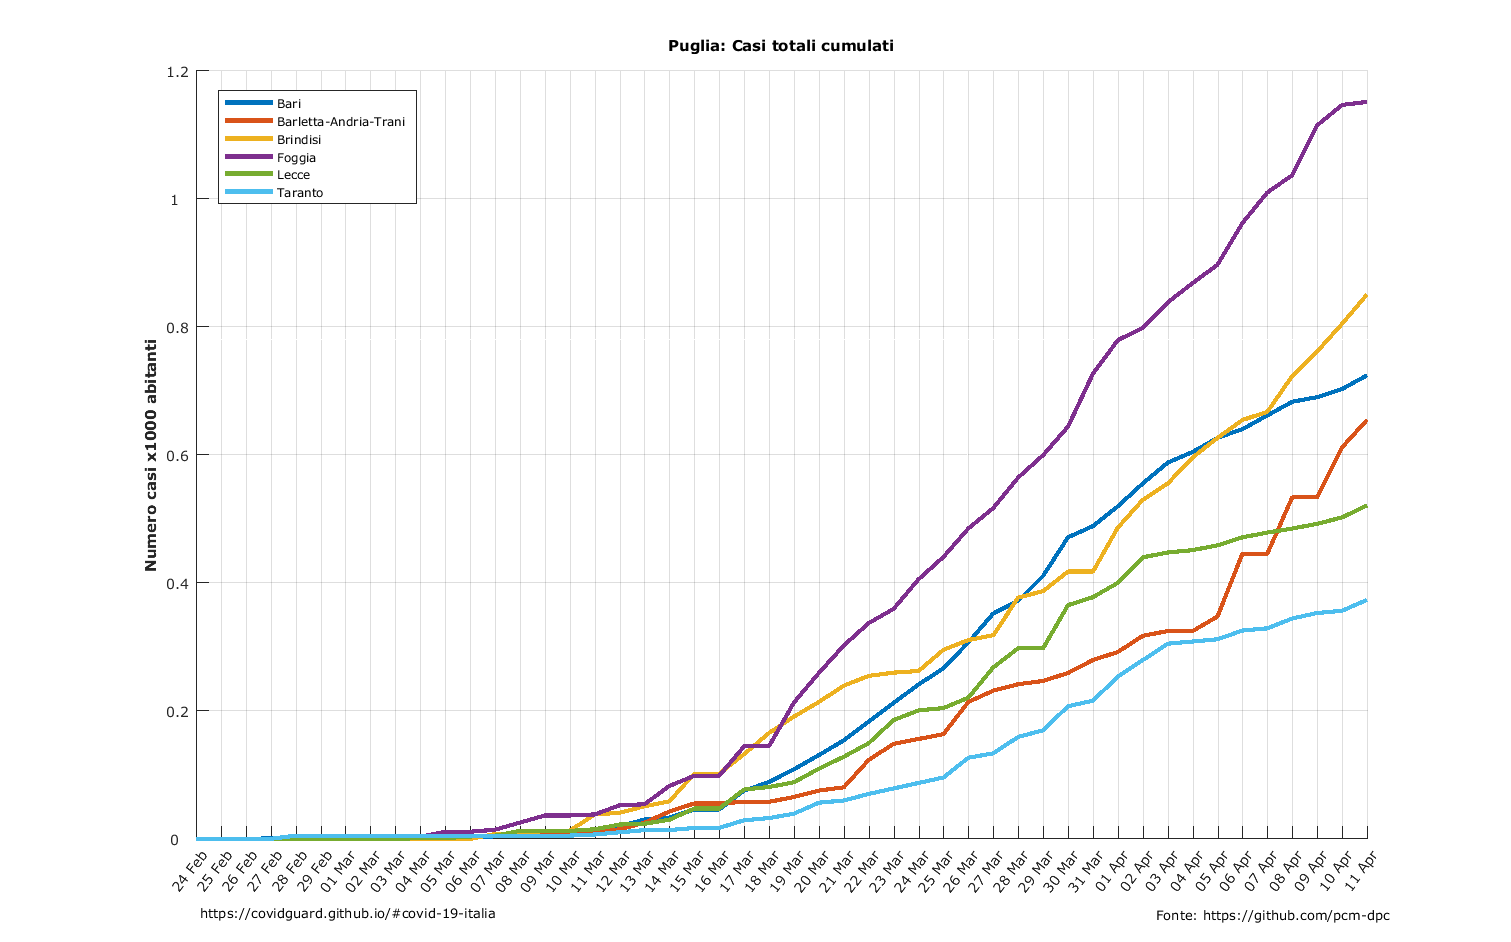 Puglia: Casi totali cumulati
Numero casi x1000 abitanti
1.2
1
0.8
0.6
0.4
0.2
0
Bari
Barletta-Andria-Trani
Brindisi
Foggia
Lecce
Taranto
24 Feb
25 Feb
26 Feb
27 Feb
28 Feb
29 Feb
01 Mar
02 Mar
03 Mar
04 Mar
05 Mar
06 Mar
07 Mar
08 Mar
09 Mar
10 Mar
11 Mar
12 Mar
13 Mar
14 Mar
15 Mar
16 Mar
17 Mar
18 Mar
19 Mar
20 Mar
21 Mar
22 Mar
23 Mar
24 Mar
25 Mar
26 Mar
27 Mar
28 Mar
29 Mar
30 Mar
31 Mar
01 Apr
02 Apr
03 Apr
04 Apr
05 Apr
06 Apr
07 Apr
08 Apr
09 Apr
10 Apr
11 Apr
https://covidguard.github.io/#covid-19-italia
Fonte: https://github.com/pcm-dpc